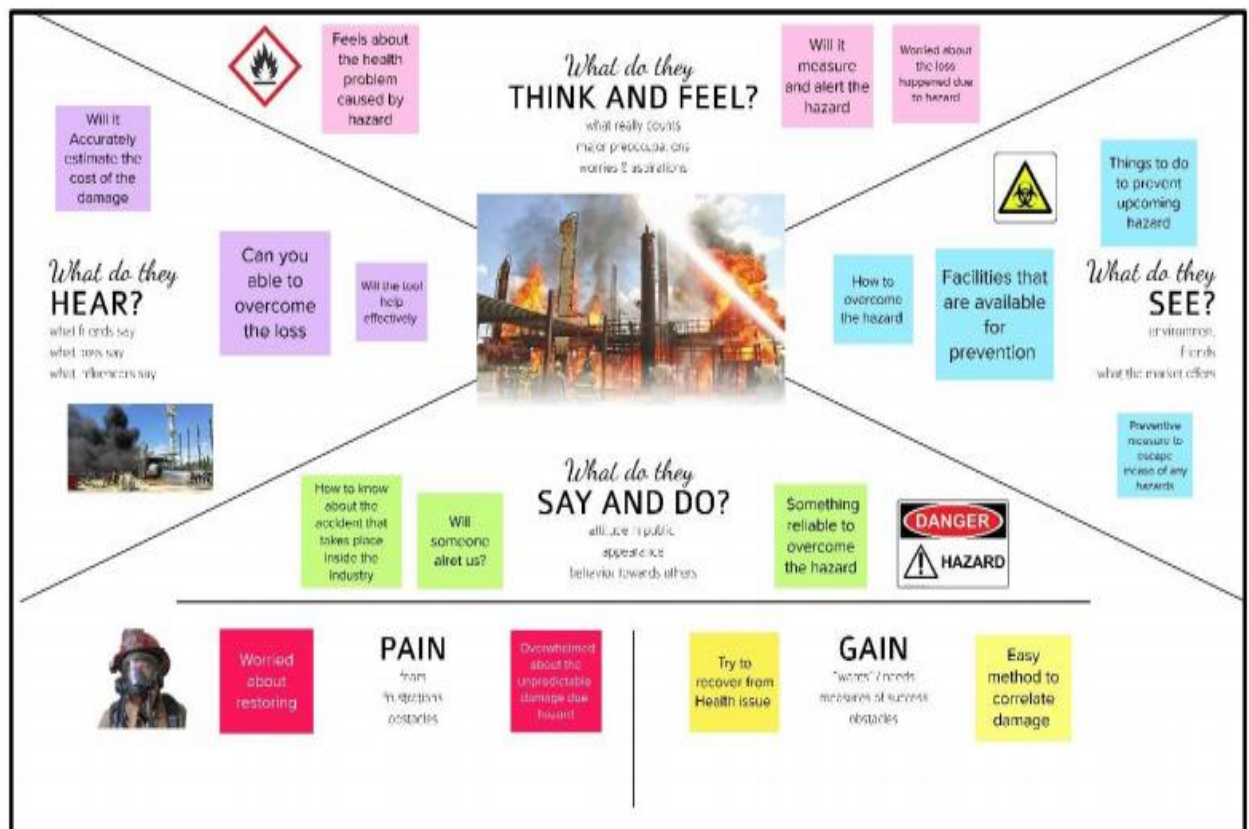 Feels about
the health
problem
caused by
hazard
What do they
THINK AND FEEL?
what really counts
major preoccupations
worries & aspirations
Will it
measure
and alert the
hazard
Worried about
the loss
happened due
to hazard
Will it
Accurately
estimate the
cost of the
damage
What do they
HEAR?
what friends say
what boss say
what influencers say
Can you
able to
overcome
the loss
Will the tool
help
effectively
How to
overcome
the hazard
Facilities that
are available
for
prevention
Things to do
to prevent
upcoming
hazard
What do they
SEE?
environment
friends
what the market offers
Preventive
measure to
escape
incase of any
hazards
What do they
SAY AND DO?
attitude in public
appearance
behavior towards others
How to know
about the
accident that
takes place
inside the
industry
Will
someone
alret us?
Something
reliable to
overcome
the hazard
DANGER
HAZARD
Worried
about
restoring
PAIN
fears
frustrations
obstacles
Overwhelmed
about the
unpredictable
damage due
hazard
Try to
recover from
Health issue
GAIN
"wants" / needs
measures of success
obstacles
Easy
method to
correlate
damage